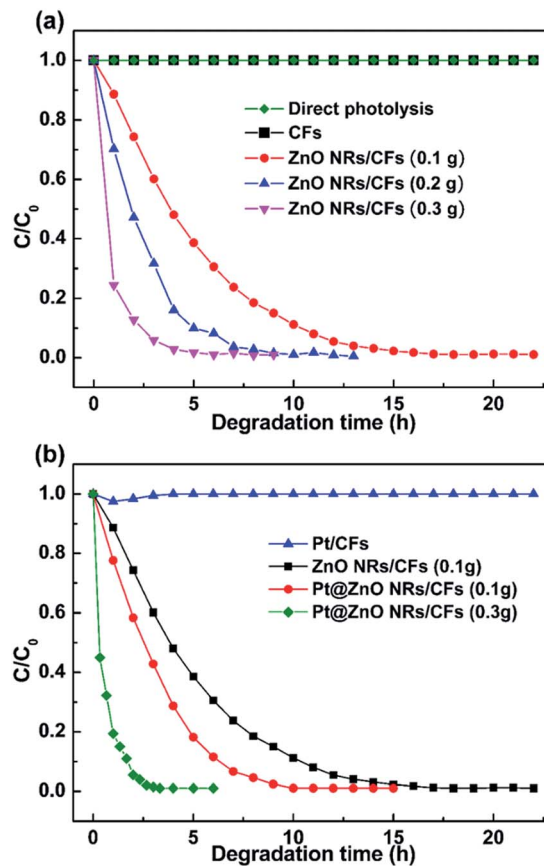 (a)
1.0
0.8
0.6
0.4
0.2
0.0
C/C0
Direct photolysis
CFs
ZnO NRs/CFs (0.1 g)
ZnO NRs/CFs (0.2 g)
ZnO NRs/CFs (0.3 g)
0 5 10 15 20
Degradation time (h)
(b)
1.0
0.8
0.6
0.4
0.2
0.0
C/C0
Pt/CFs
ZnO NRs/CFs (0.1g)
Pt@ZnO NRs/CFs (0.1g)
Pt@ZnO NRs/CFs (0.3g)
0 5 10 15 20
Degradation time (h)